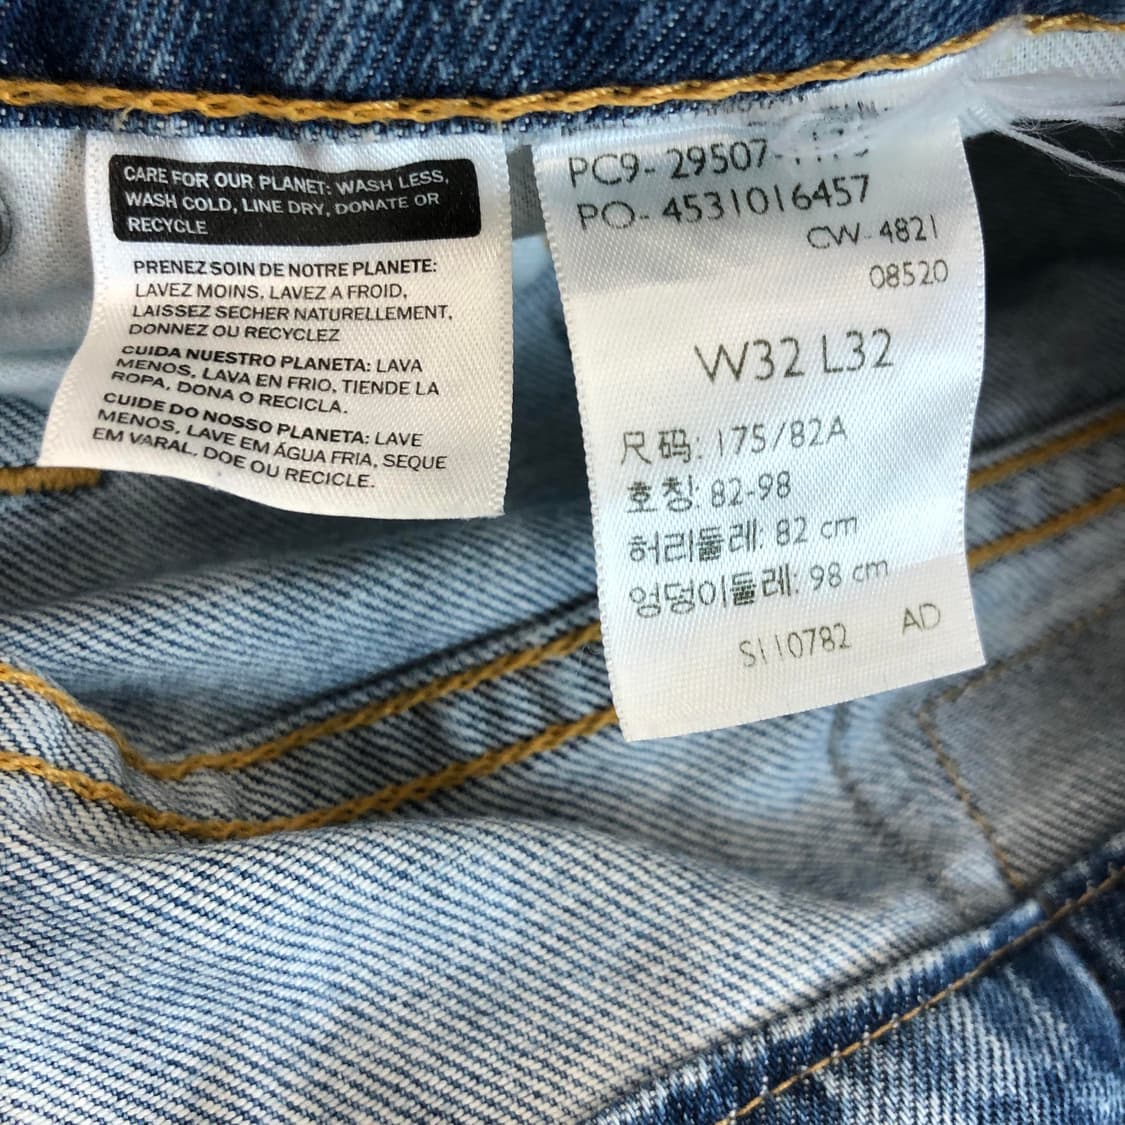 CARE FOR OUR PLANET: WASH LESS,
WASH COLD, LINE DRY, DONATE OR
RECYCLE
PRENEZ SOIN DE NOTRE PLANETE:
LAVEZ MOINS, LAVEZ A FROID,
LAISSEZ SECHER NATURELLEMENT,
DONNEZ OU RECYCLEZ
CUIDA NUESTRO PLANETA: LAVA
MENOS, LAVA EN FRIO, TIENDE LA
ROPA, DONA O RECICLA.
CUIDE DO NOSSO PLANETA: LAVE
MENOS, LAVE EM ÁGUA FRIA, SEQUE
EM VARAL, DOE OU RECICLE.
PC9-29507-
PO-4531016457
CW-4821
08520
W32 L32
尺码: 175/82A
호칭: 82-98
허리둘레: 82 cm
엉덩이둘레: 98 cm
S110782 AD